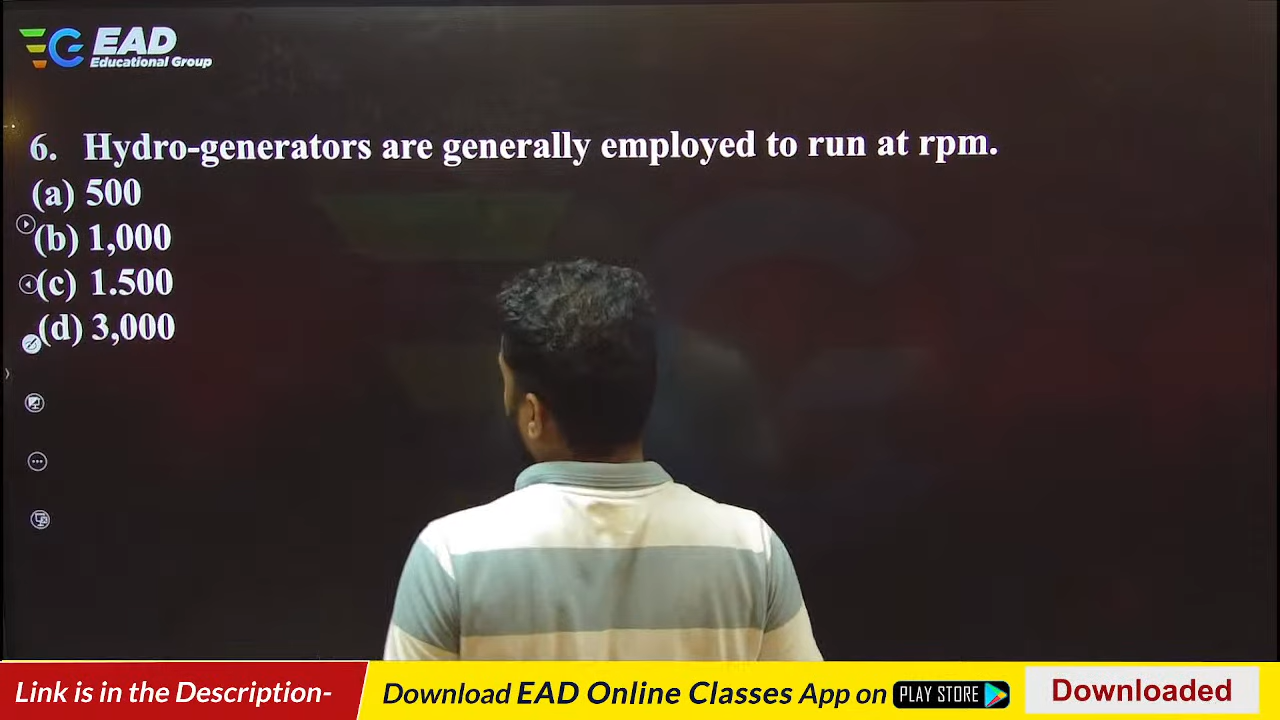 EAD
Educational Group
6. Hydro-generators are generally employed to run at rpm.
(a) 500
(b) 1,000
(c) 1.500
(d) 3,000
Link is in the Description-
Download EAD Online Classes App on PLAY STORE
Downloaded